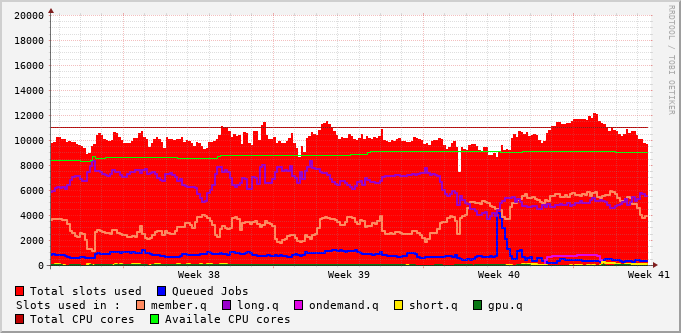 20000
18000
16000
14000
12000
10000
8000
6000
4000
2000
0
Week 38 Week 39 Week 40 Week 41
Total slots used Queued Jobs
Slots used in : member.q long.q ondemand.q short.q gpu.q
Total CPU cores Availale CPU cores
RRDTOOL / TOBI OETIKER